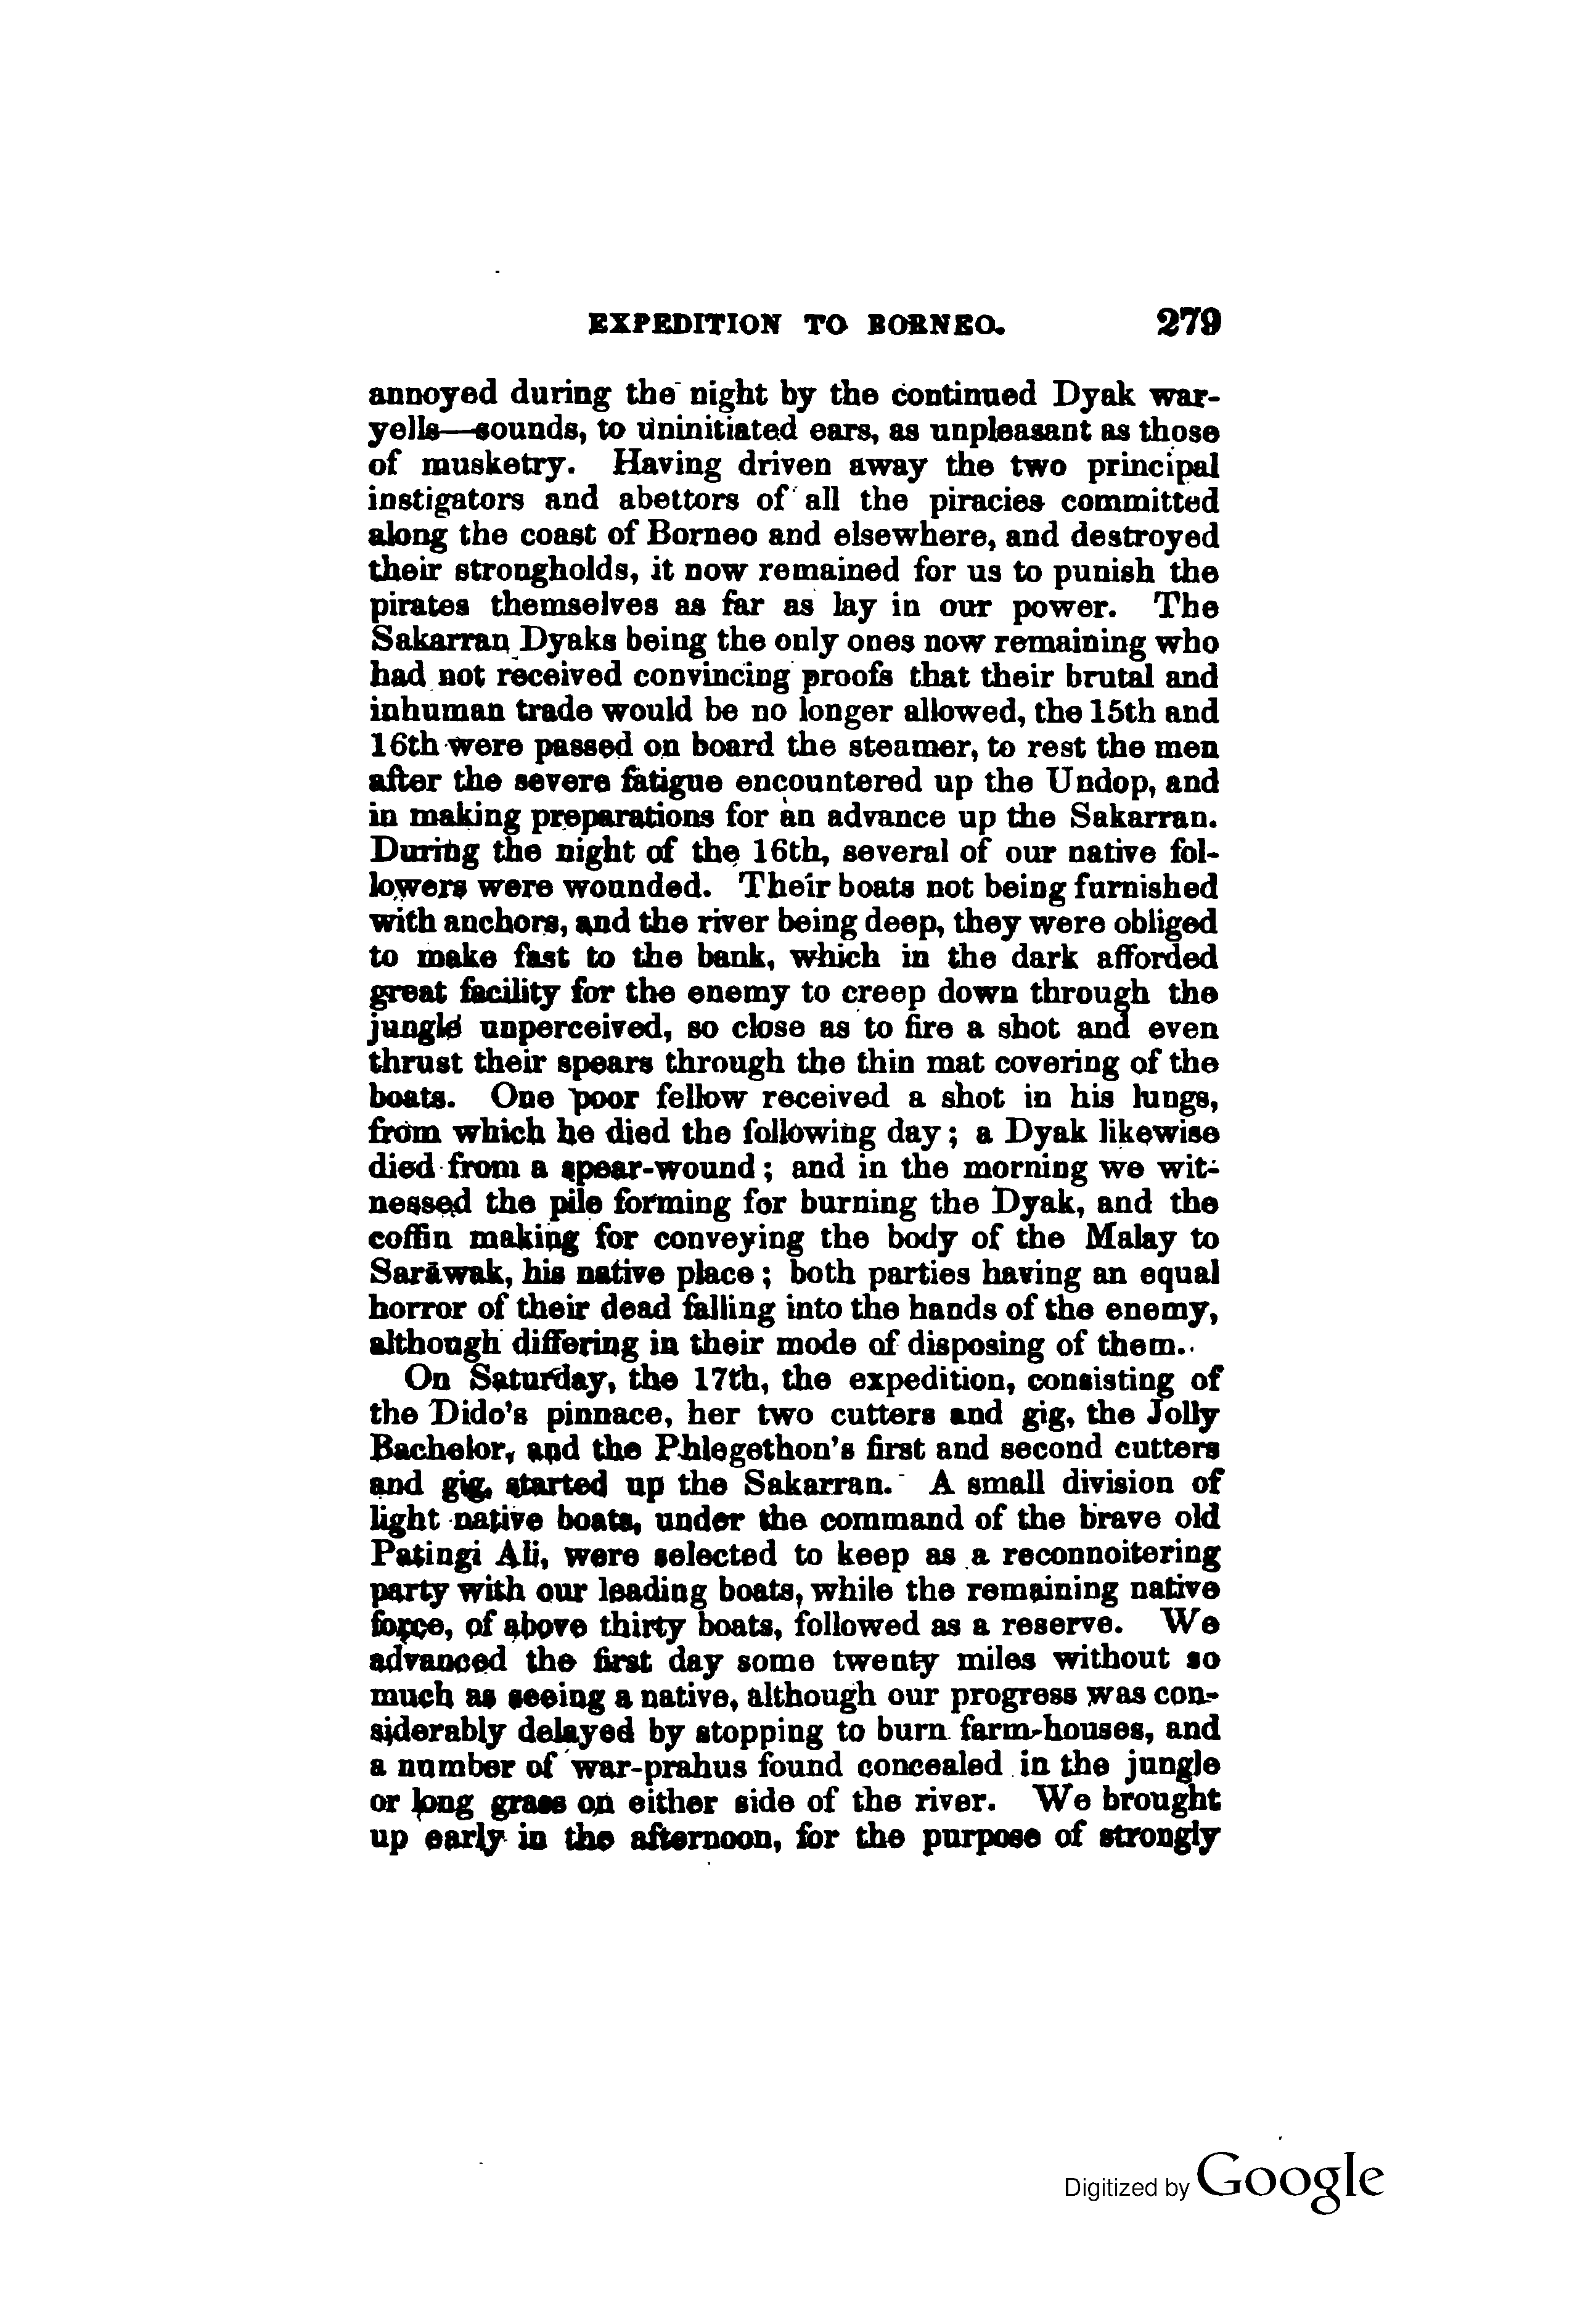 EXPEDITION TO BORNEO. 279
annoyed during the night by the continued Dyak war-
yells—sounds, to uninitiated ears, as unpleasant as those
of musketry. Having driven away the two principal
instigators and abettors of all the piracies committed
along the coast of Borneo and elsewhere, and destroyed
their strongholds, it now remained for us to punish the
pirates themselves as far as lay in our power. The
Sakarran Dyaks being the only ones now remaining who
had not received convincing proofs that their brutal and
inhuman trade would be no longer allowed, the 15th and
16th were passed on board the steamer, to rest the men
after the severe fatigue encountered up the Undop, and
in making preparations for an advance up the Sakarran.
During the night of the 16th, several of our native fol-
lowers were wounded. Their boats not being furnished
with anchors, and the river being deep, they were obliged
to make fast to the bank, which in the dark afforded
great facility for the enemy to creep down through the
jungle unperceived, so close as to fire a shot and even
thrust their spears through the thin mat covering of the
boats. One poor fellow received a shot in his lungs,
from which he died the following day; a Dyak likewise
died from a spear-wound; and in the morning we wit-
nessed the pile forming for burning the Dyak, and the
coffin making for conveying the body of the Malay to
Saráwak, his native place; both parties having an equal
horror of their dead falling into the hands of the enemy,
although differing in their mode of disposing of them.
On Saturday, the 17th, the expedition, consisting of
the Dido's pinnace, her two cutters and gig, the Jolly
Bachelor, and the Phlegethon's first and second cutters
and gig, started up the Sakarran. A small division of
light native boats, under the command of the brave old
Patingi Ali, were selected to keep as a reconnoitering
party with our leading boats, while the remaining native
force, of above thirty boats, followed as a reserve. We
advanced the first day some twenty miles without so
much as seeing a native, although our progress was con-
siderably delayed by stopping to burn farm-houses, and
a number of war-prahus found concealed in the jungle
or long grass on either side of the river. We brought
up early in the afternoon, for the purpose of strongly
Digitized by Google